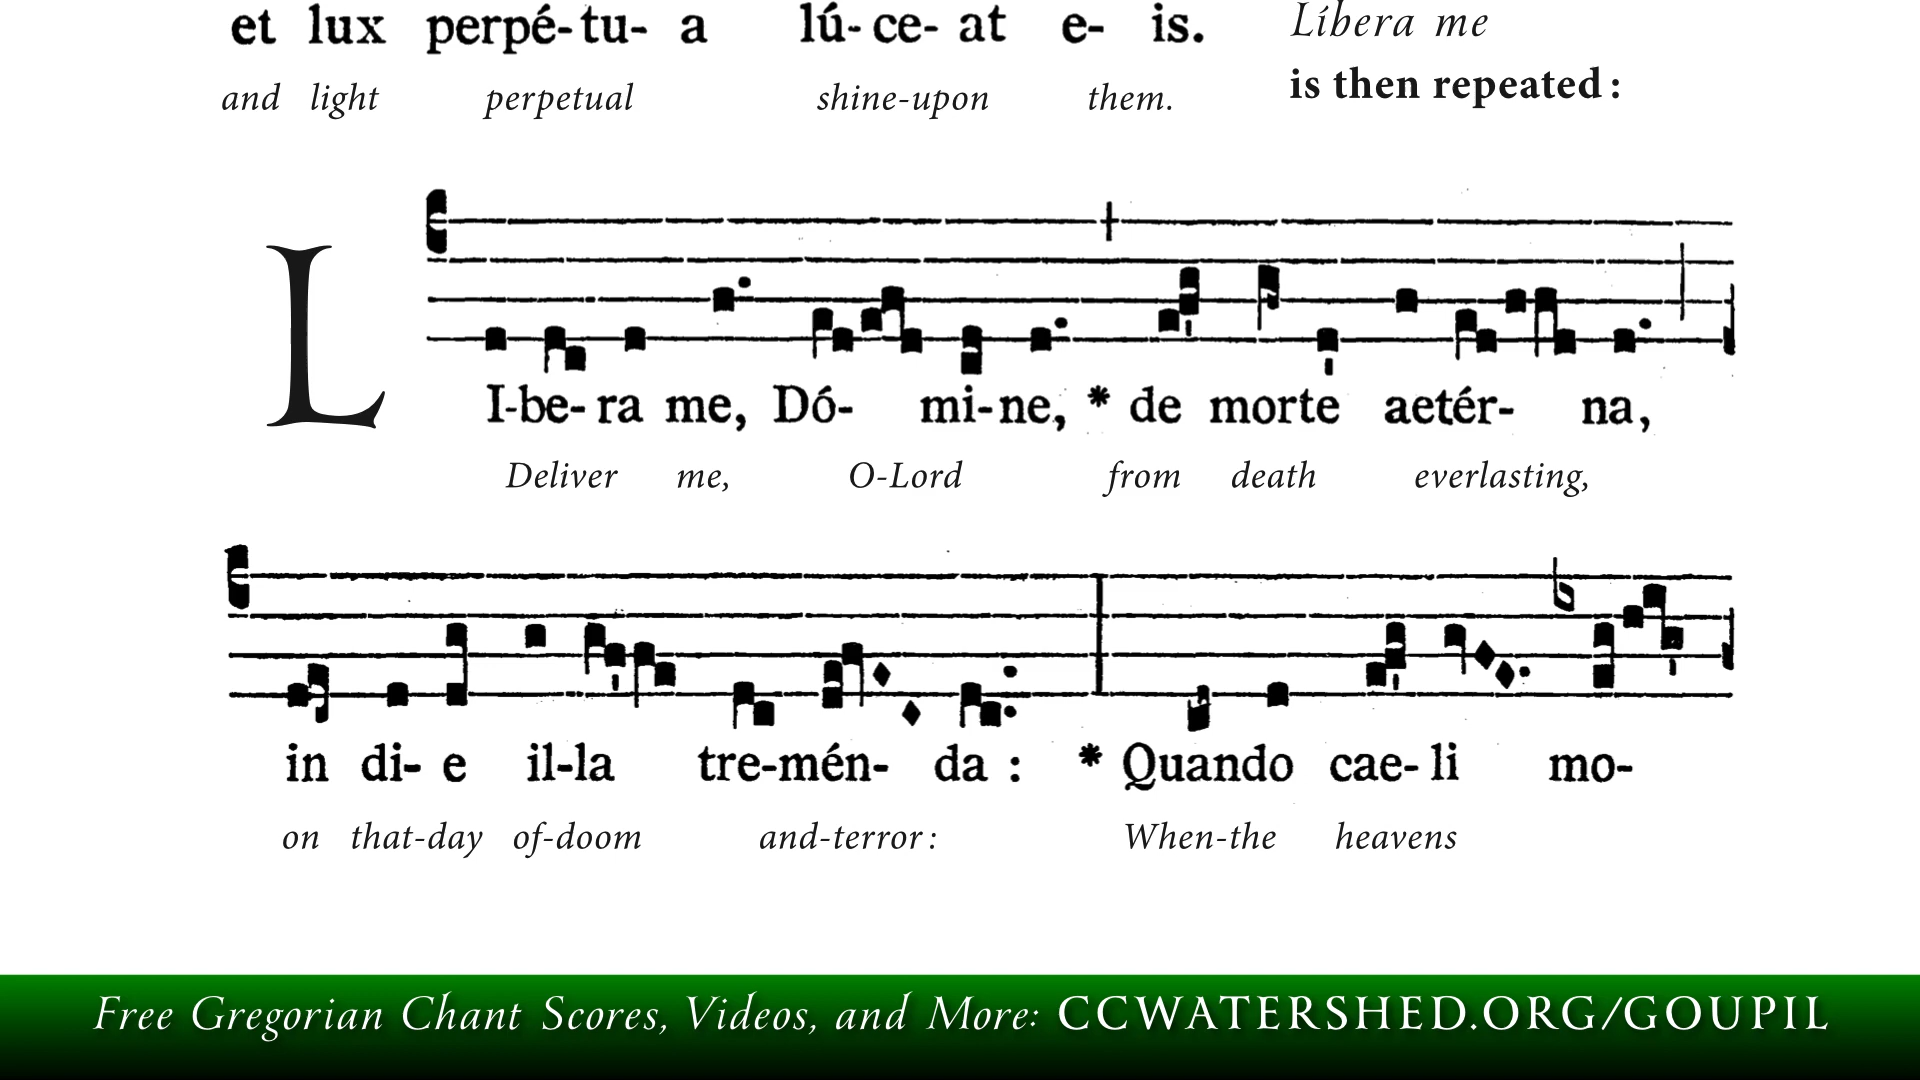 et lux perpé-tu- a lú- ce- at e- is. Líbera me
and light perpetual shine-upon them. is then repeated:
LI-be- ra me, Dó- mi-ne, * de morte aetér- na,
Deliver me, O-Lord from death everlasting,
in di- e il-la tre-mén- da : * Quando cae- li mo-
on that-day of-doom and-terror: When-the heavens
Free Gregorian Chant Scores, Videos, and More: CCWATERSHED.ORG/GOUPIL